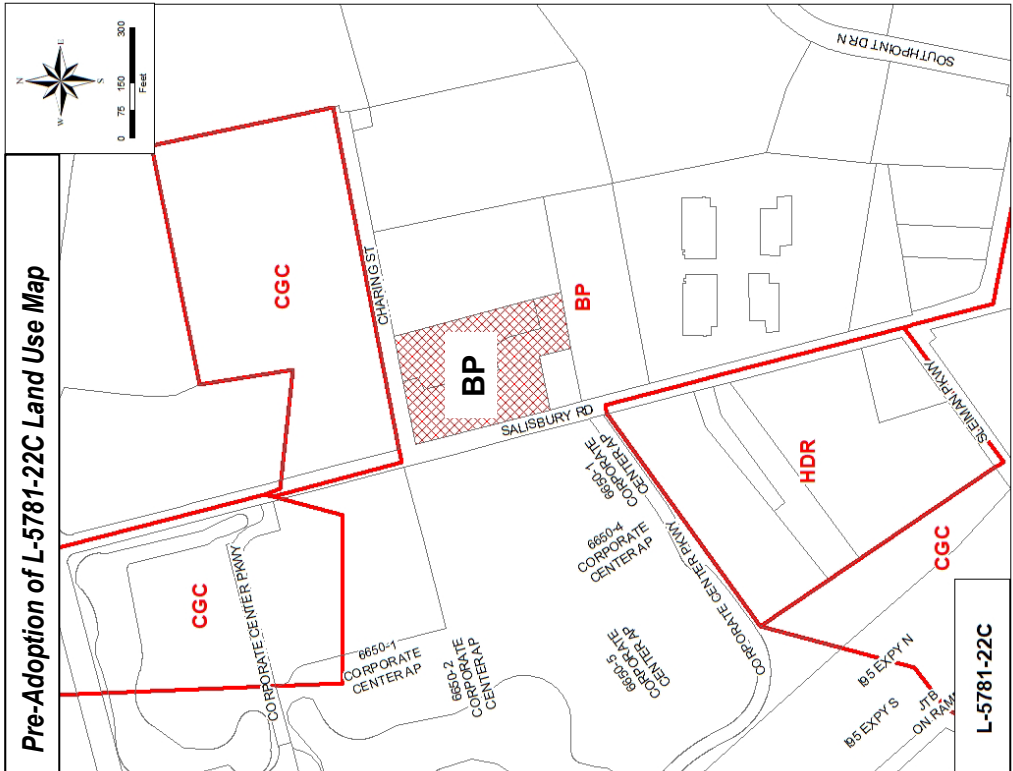 Pre-Adoption of L-5781-22C Land Use Map
N
E
S
W
0 75 150 300
Feet
SOUTHPOINT DR N
CGC
CHARING ST
BP
BP
SALISBURY RD
CGC
CORPORATE CENTER PKWY
6650-1
CORPORATE
CENTER AP
6650-2
CORPORATE
CENTER AP
6650-1
CORPORATE
CENTER AP
6650-4
CORPORATE
CENTER AP
6650-5
CORPORATE
CENTER AP
CORPORATE CENTER PKWY
HDR
SLEIMAN PKWY
CGC
I95 EXPY N
I95 EXPY S
JTB
ON RAM
L-5781-22C